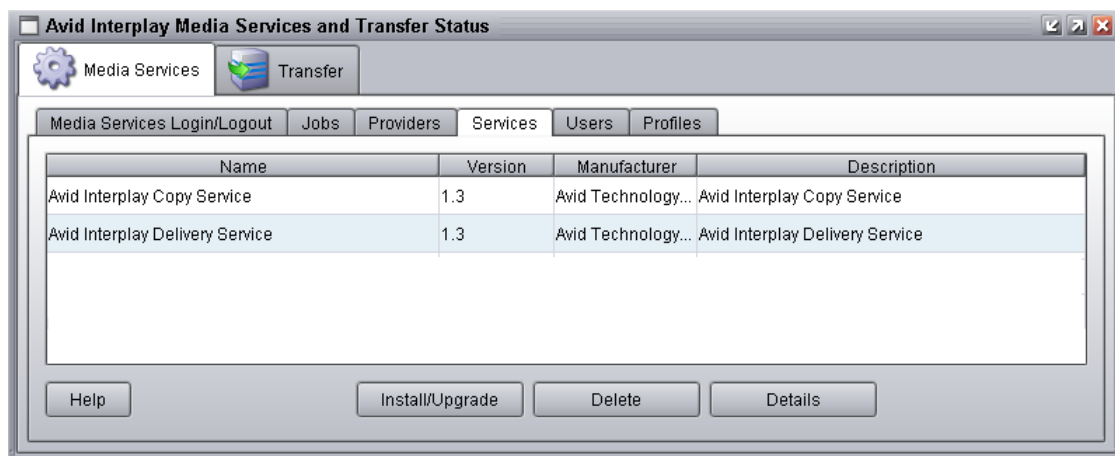 Avid Interplay Media Services and Transfer Status
Media Services Transfer
Media Services Login/Logout Jobs Providers Services Users Profiles
Name Version Manufacturer Description
Avid Interplay Copy Service 1.3 Avid Technology... Avid Interplay Copy Service
Avid Interplay Delivery Service 1.3 Avid Technology... Avid Interplay Delivery Service
Help Install/Upgrade Delete Details